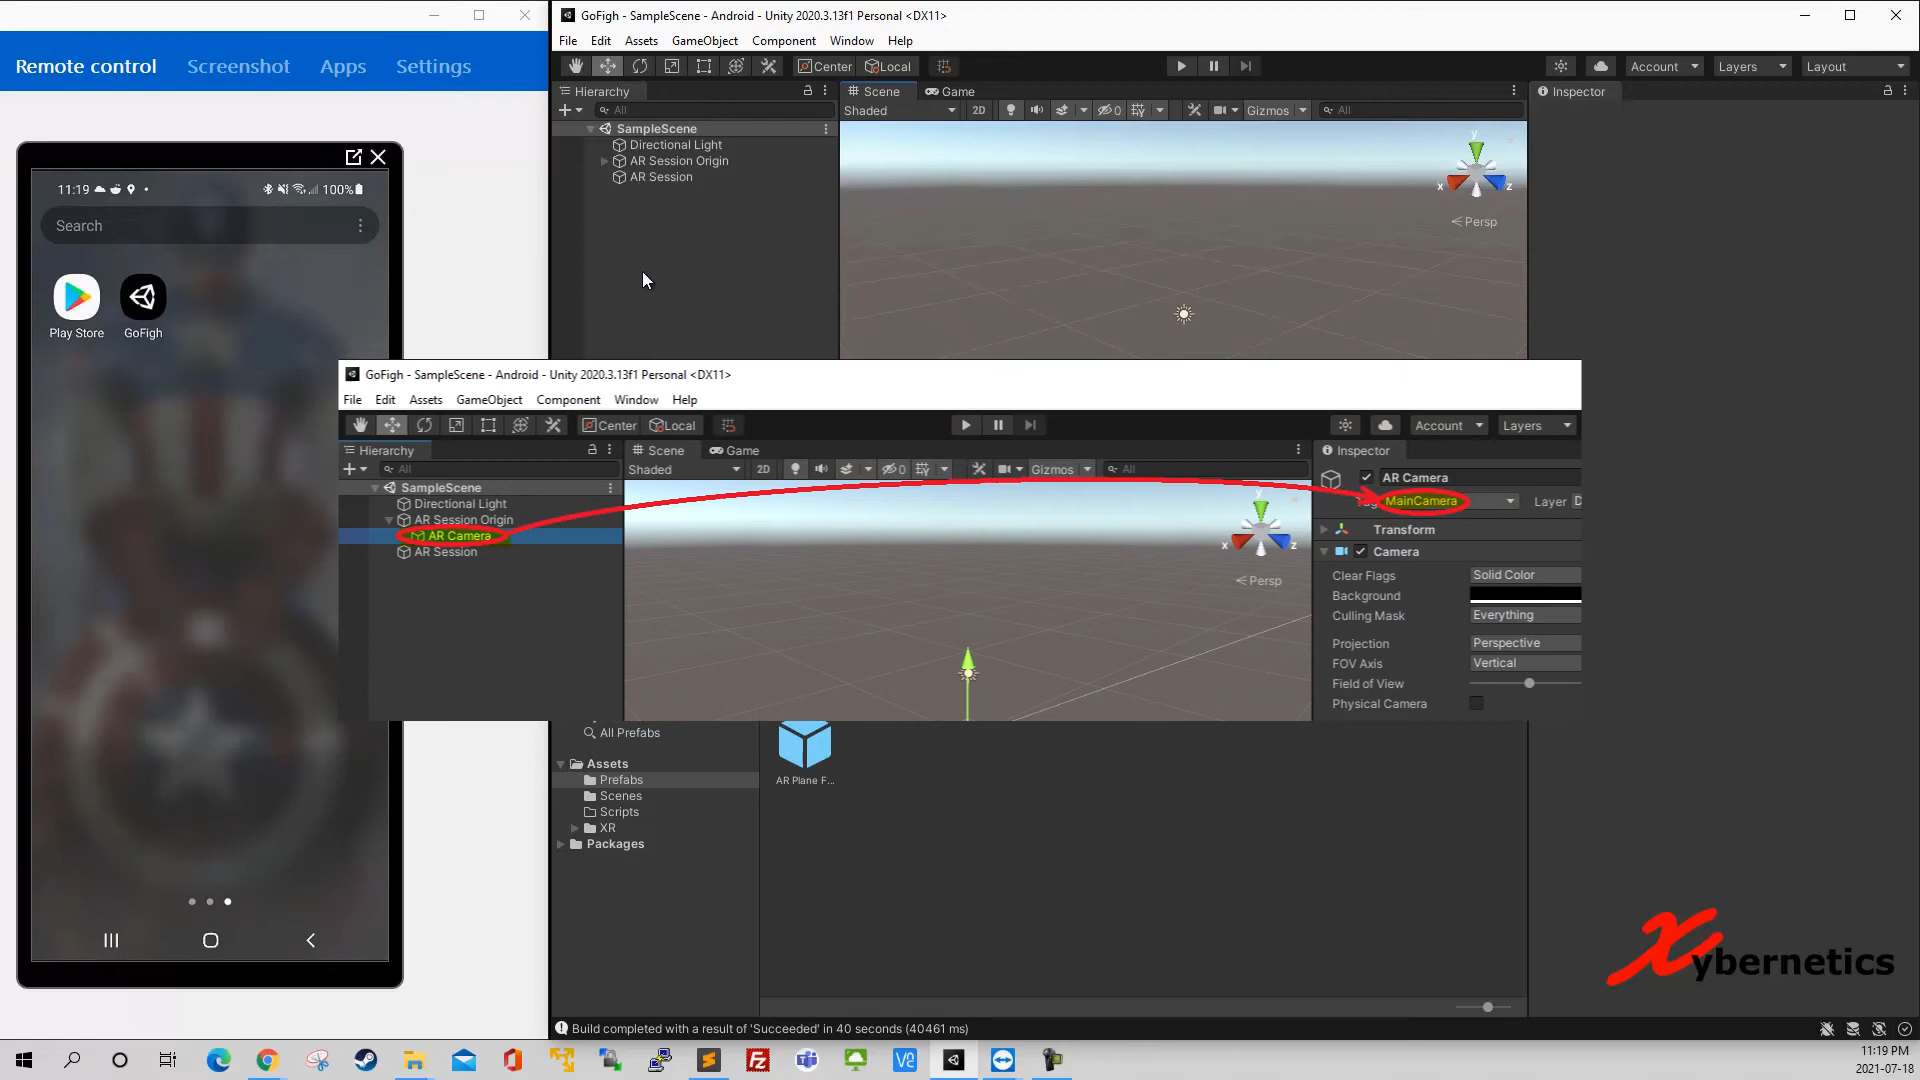 Remote control Screenshot Apps Settings
11:19 100%
Search
Play Store GoFigh
GoFigh - SampleScene - Android - Unity 2020.3.13f1 Personal <DX11>
File Edit Assets GameObject Component Window Help
Center Local Account Layers Layout
Hierarchy Scene Game Inspector
All Shaded 2D 0 Gizmos All
SampleScene
Directional Light
AR Session Origin
AR Session
y
x z
Persp
GoFigh - SampleScene - Android - Unity 2020.3.13f1 Personal <DX11>
File Edit Assets GameObject Component Window Help
Center Local Account Layers
Hierarchy Scene Game Inspector
All Shaded 2D 0 Gizmos All
SampleScene
Directional Light
AR Session Origin
AR Camera
AR Session
y
x z
Persp
AR Camera
MainCamera Layer D
Transform
Camera
Clear Flags Solid Color
Background
Culling Mask Everything
Projection Perspective
FOV Axis Vertical
Field of View
Physical Camera
All Prefabs
Assets
Prefabs
Scenes
Scripts
XR
Packages
AR Plane F...
Xybernetics
Build completed with a result of 'Succeeded' in 40 seconds (40461 ms)
11:19 PM
2021-07-18